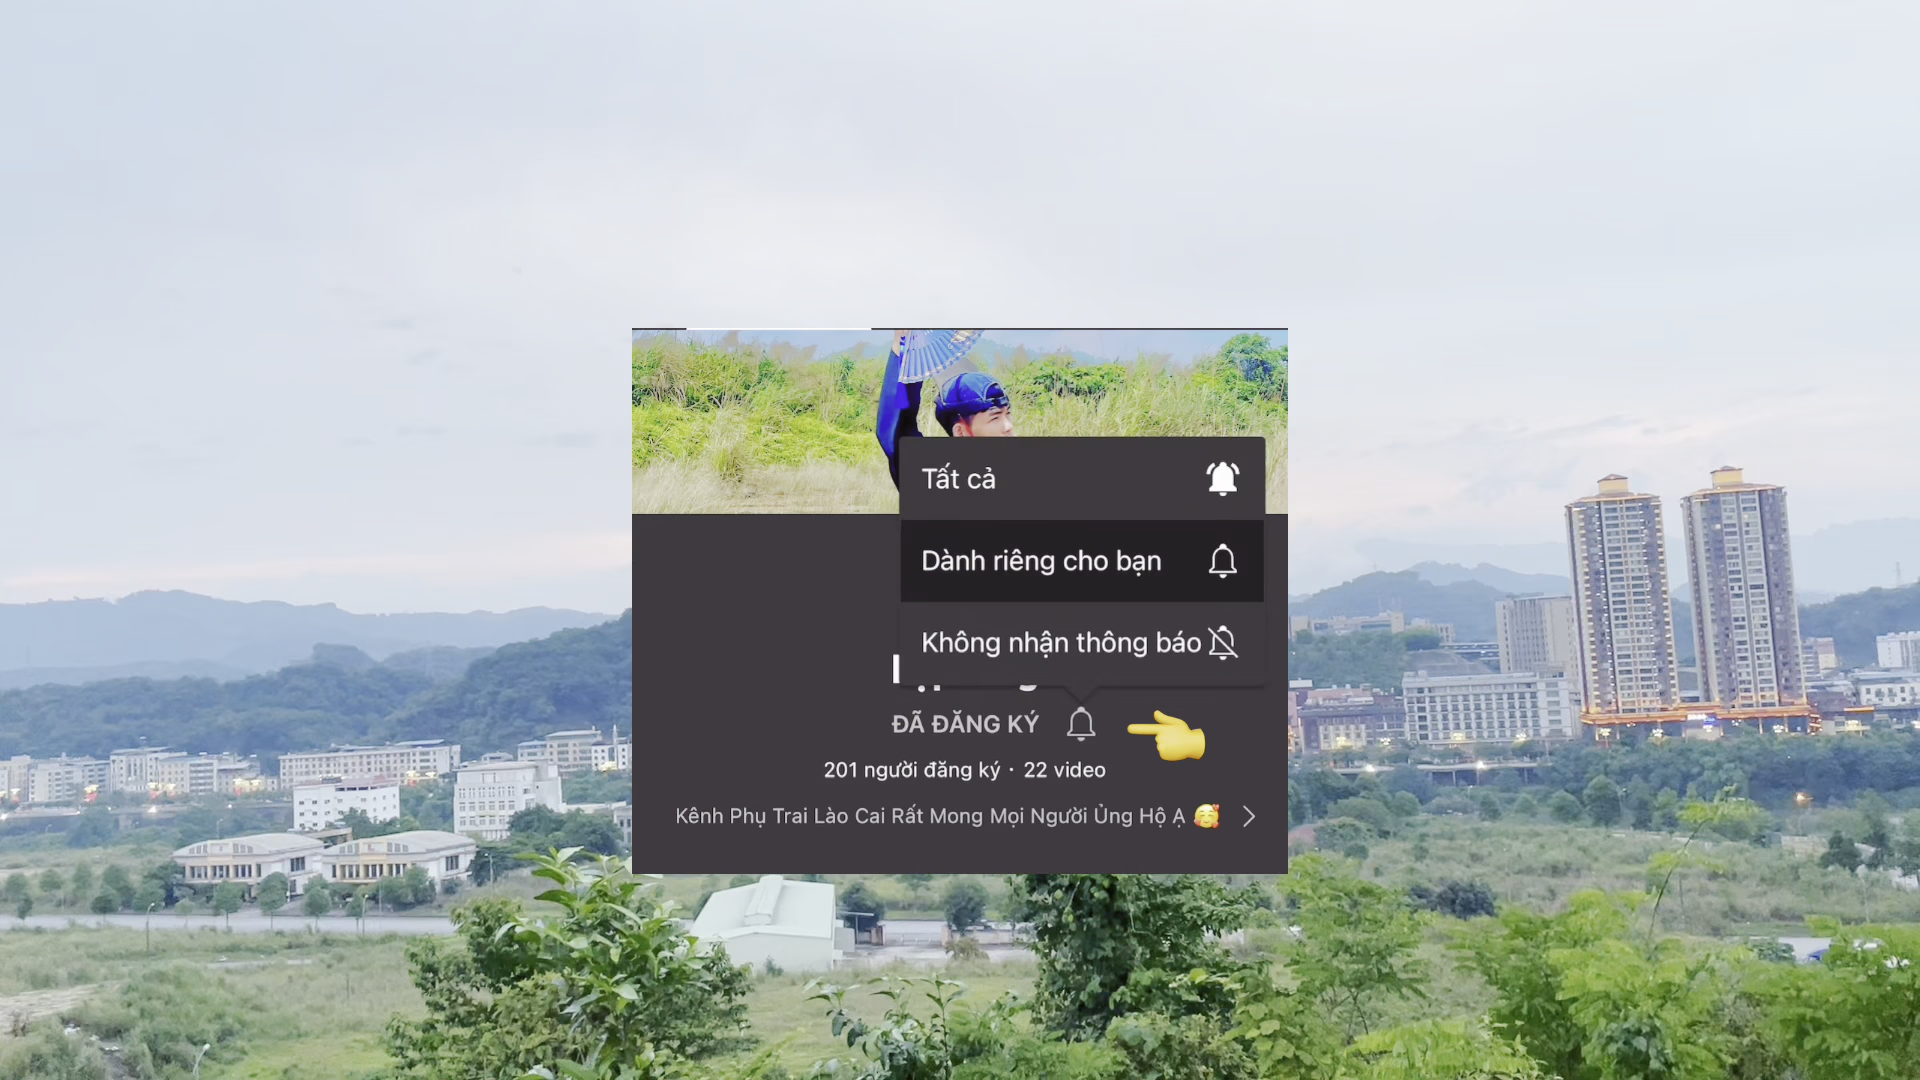 Tất cả
Dành riêng cho bạn
Không nhận thông báo
ĐÃ ĐĂNG KÝ
201 người đăng ký · 22 video
Kênh Phụ Trai Lào Cai Rất Mong Mọi Người Ủng Hộ Ạ 🥰